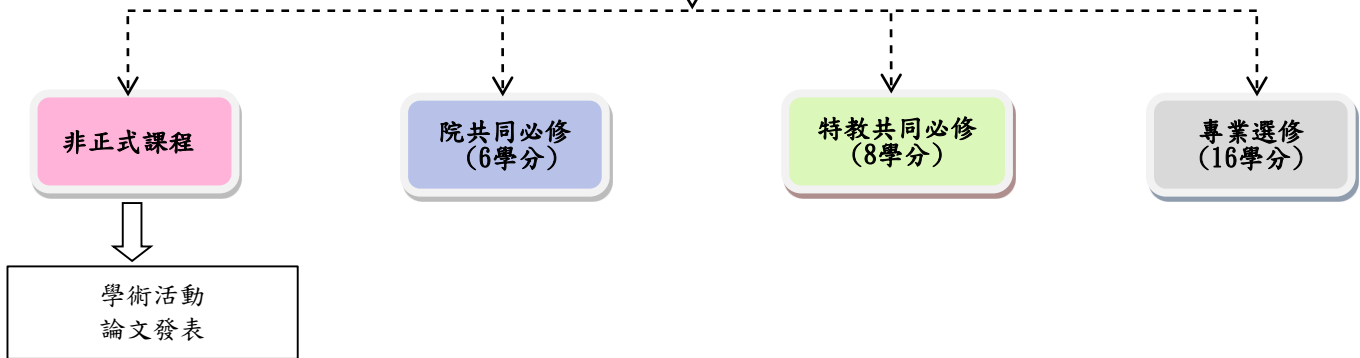 非正式課程
院共同必修
(6學分)
特教共同必修
(8學分)
專業選修
(16學分)
學術活動
論文發表